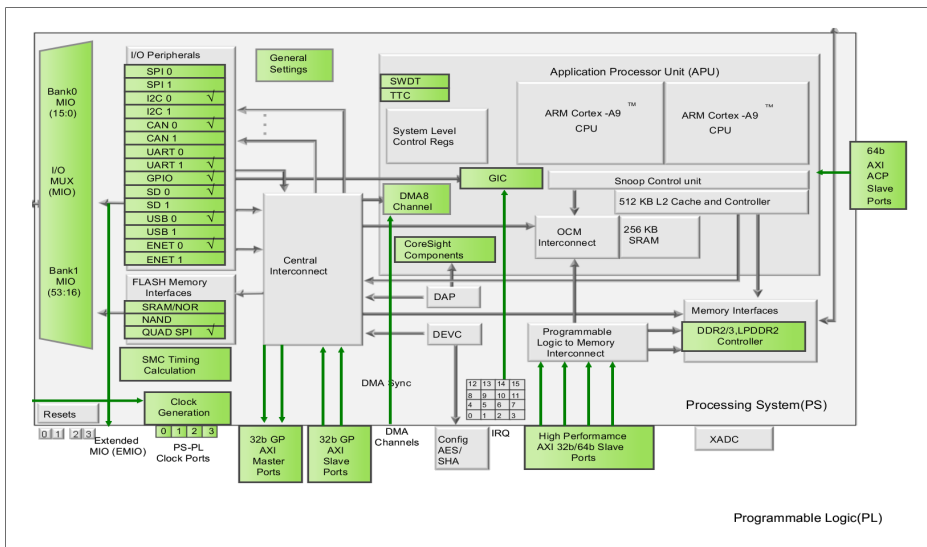 I/O Peripherals
SPI 0
SPI 1
I2C 0 √
I2C 1
CAN 0 √
CAN 1
UART 0
UART 1 √
GPIO √
SD 0 √
SD 1
USB 0 √
USB 1
ENET 0 √
ENET 1
Bank0
MIO
(15:0)
I/O
MUX
(MIO)
Bank1
MIO
(53:16)
FLASH Memory
Interfaces
SRAM/NOR
NAND
QUAD SPI √
SMC Timing
Calculation
General
Settings
Application Processor Unit (APU)
SWDT
TTC
System Level
Control Regs
ARM Cortex -A9 ™
CPU
ARM Cortex -A9 ™
CPU
GIC
Snoop Control unit
512 KB L2 Cache and Controller
DMA8
Channel
OCM
Interconnect
256 KB
SRAM
CoreSight
Components
Central
Interconnect
DAP
DEVC
Programmable
Logic to Memory
Interconnect
Memory Interfaces
DDR2/3,LPDDR2
Controller
64b
AXI
ACP
Slave
Ports
Clock
Generation
0 1 2 3
PS-PL
Clock Ports
Resets
0 1 2 3
Extended
MIO (EMIO)
32b GP
AXI
Master
Ports
32b GP
AXI
Slave
Ports
DMA Sync
DMA
Channels
Config
AES/
SHA
12 13 14 15
8 9 10 11
4 5 6 7
0 1 2 3
IRQ
High Performamce
AXI 32b/64b Slave
Ports
Processing System(PS)
XADC
Programmable Logic(PL)